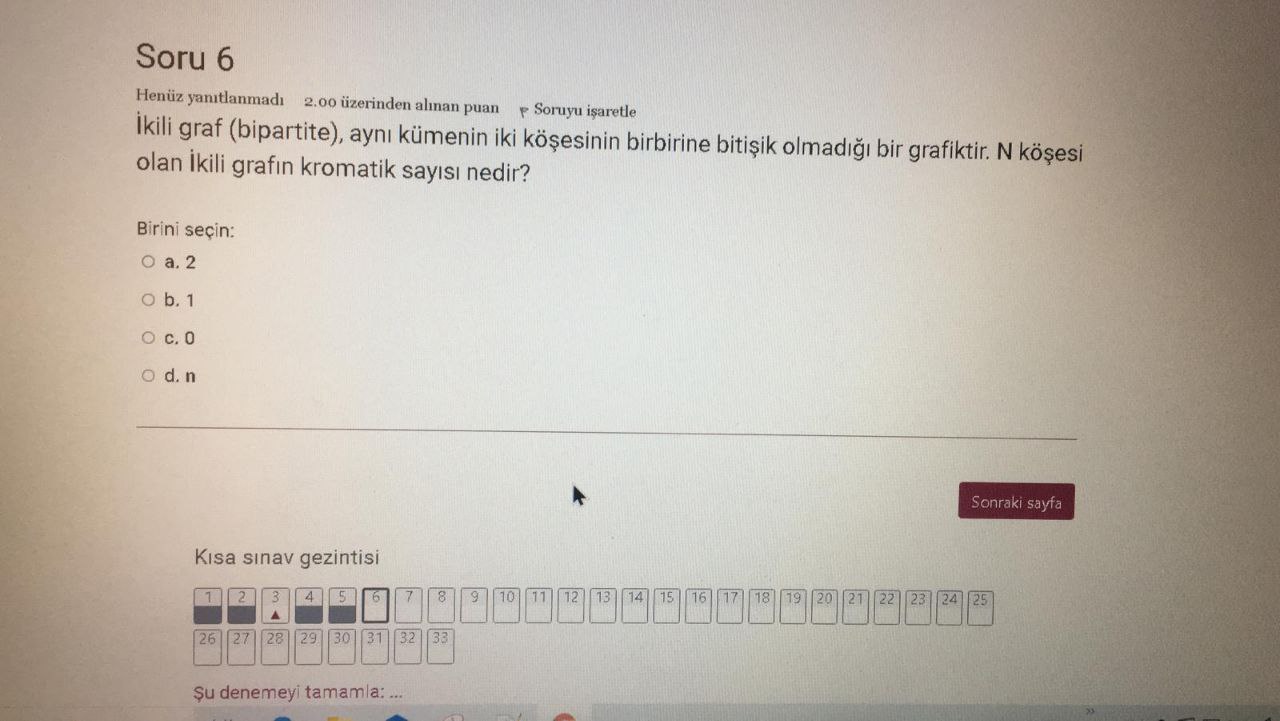 Soru 6
Henüz yanıtlanmadı 2.00 üzerinden alınan puan Soruyu işaretle
İkili graf (bipartite), aynı kümenin iki köşesinin birbirine bitişik olmadığı bir grafiktir. N köşesi
olan İkili grafın kromatik sayısı nedir?
Birini seçin:
a. 2
b. 1
c. 0
d. n
Sonraki sayfa
Kısa sınav gezintisi
1 2 3 4 5 6 7 8 9 10 11 12 13 14 15 16 17 18 19 20 21 22 23 24 25
26 27 28 29 30 31 32 33
Şu denemeyi tamamla: ...